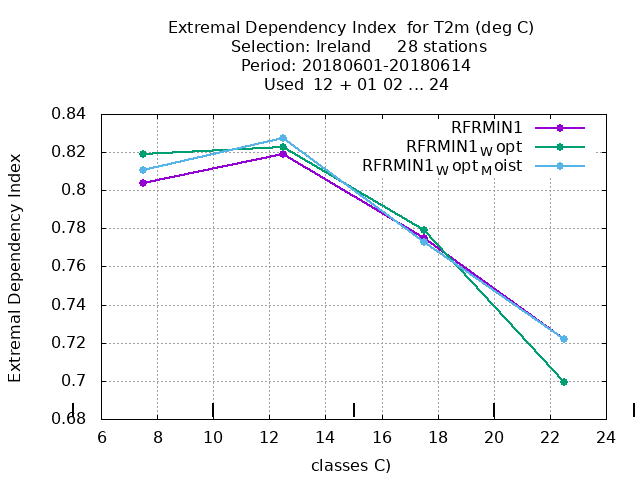 Extremal Dependency Index for T2m (deg C)
Selection: Ireland 28 stations
Period: 20180601-20180614
Used 12 + 01 02 ... 24
RFRMIN1
RFRMIN1Wopt
RFRMIN1WoptMoist
Extremal Dependency Index
0.84
0.82
0.8
0.78
0.76
0.74
0.72
0.7
0.68
6 8 10 12 14 16 18 20 22 24
classes C)